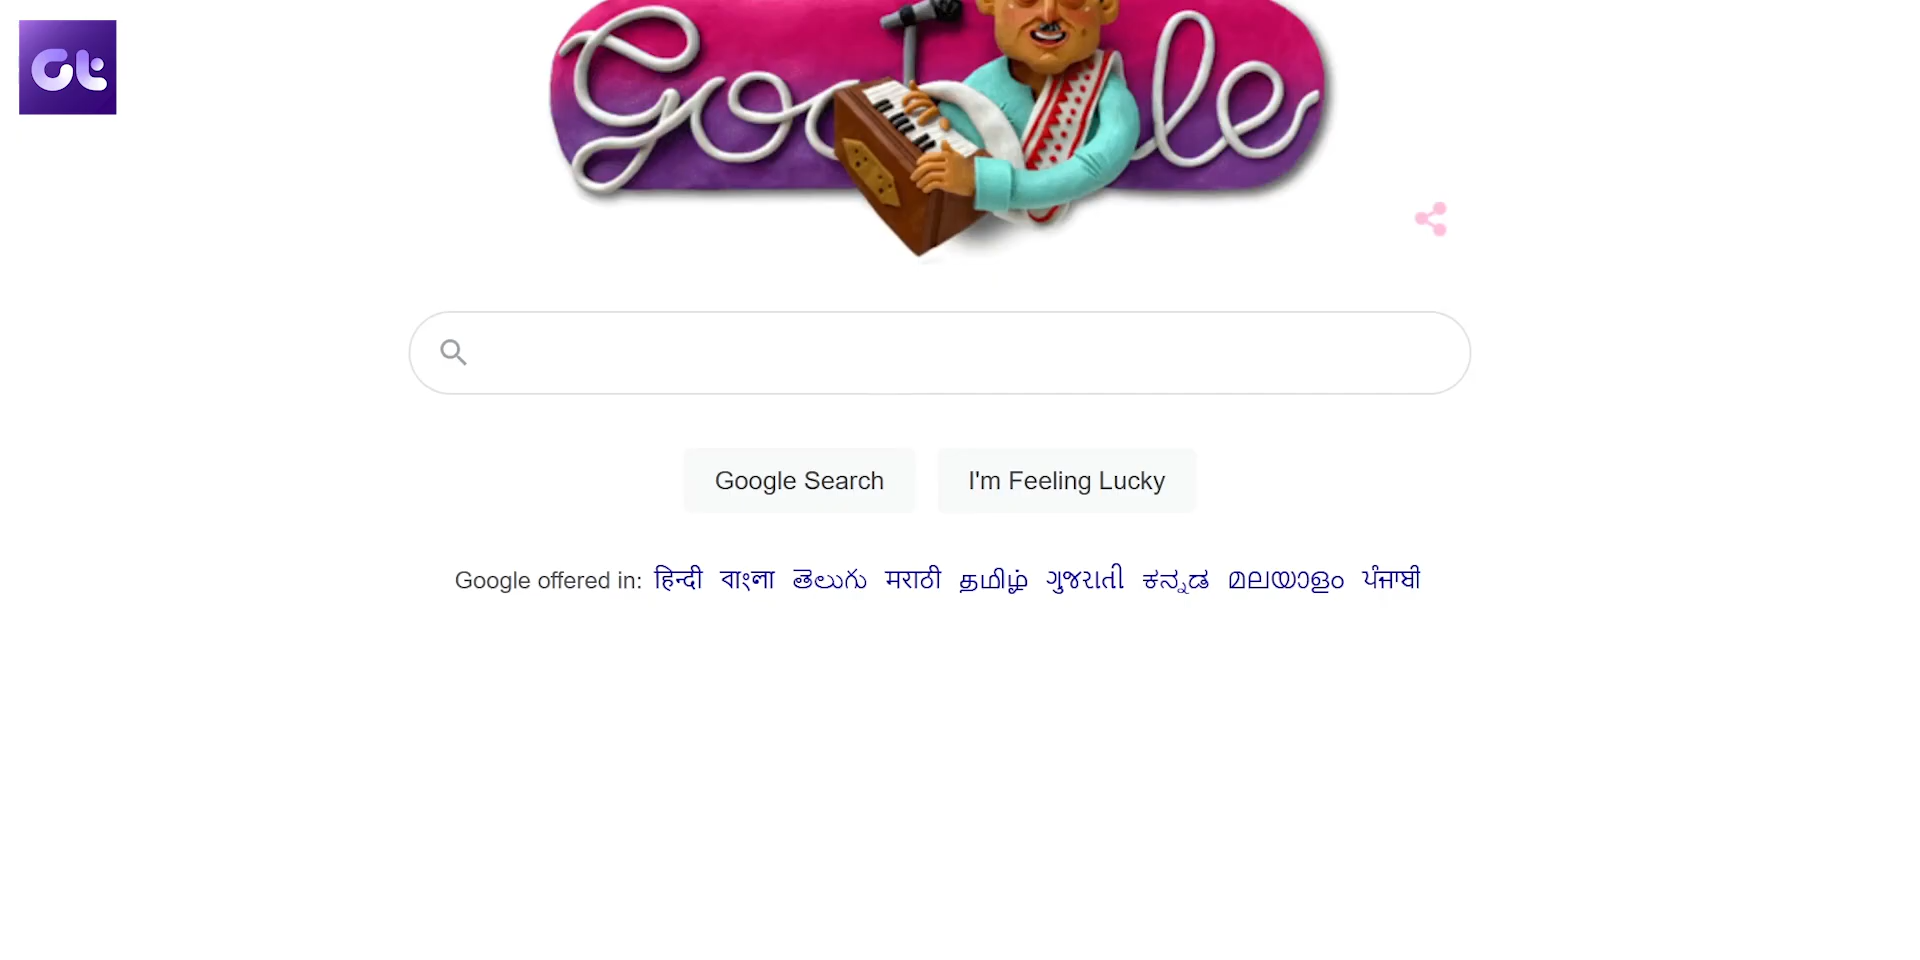 Google
Google Search I'm Feeling Lucky
Google offered in: हिन्दी বাংলা తెలుగు मराठी தமிழ் ગુજરાતી ಕನ್ನಡ മലയാളം ਪੰਜਾਬੀ